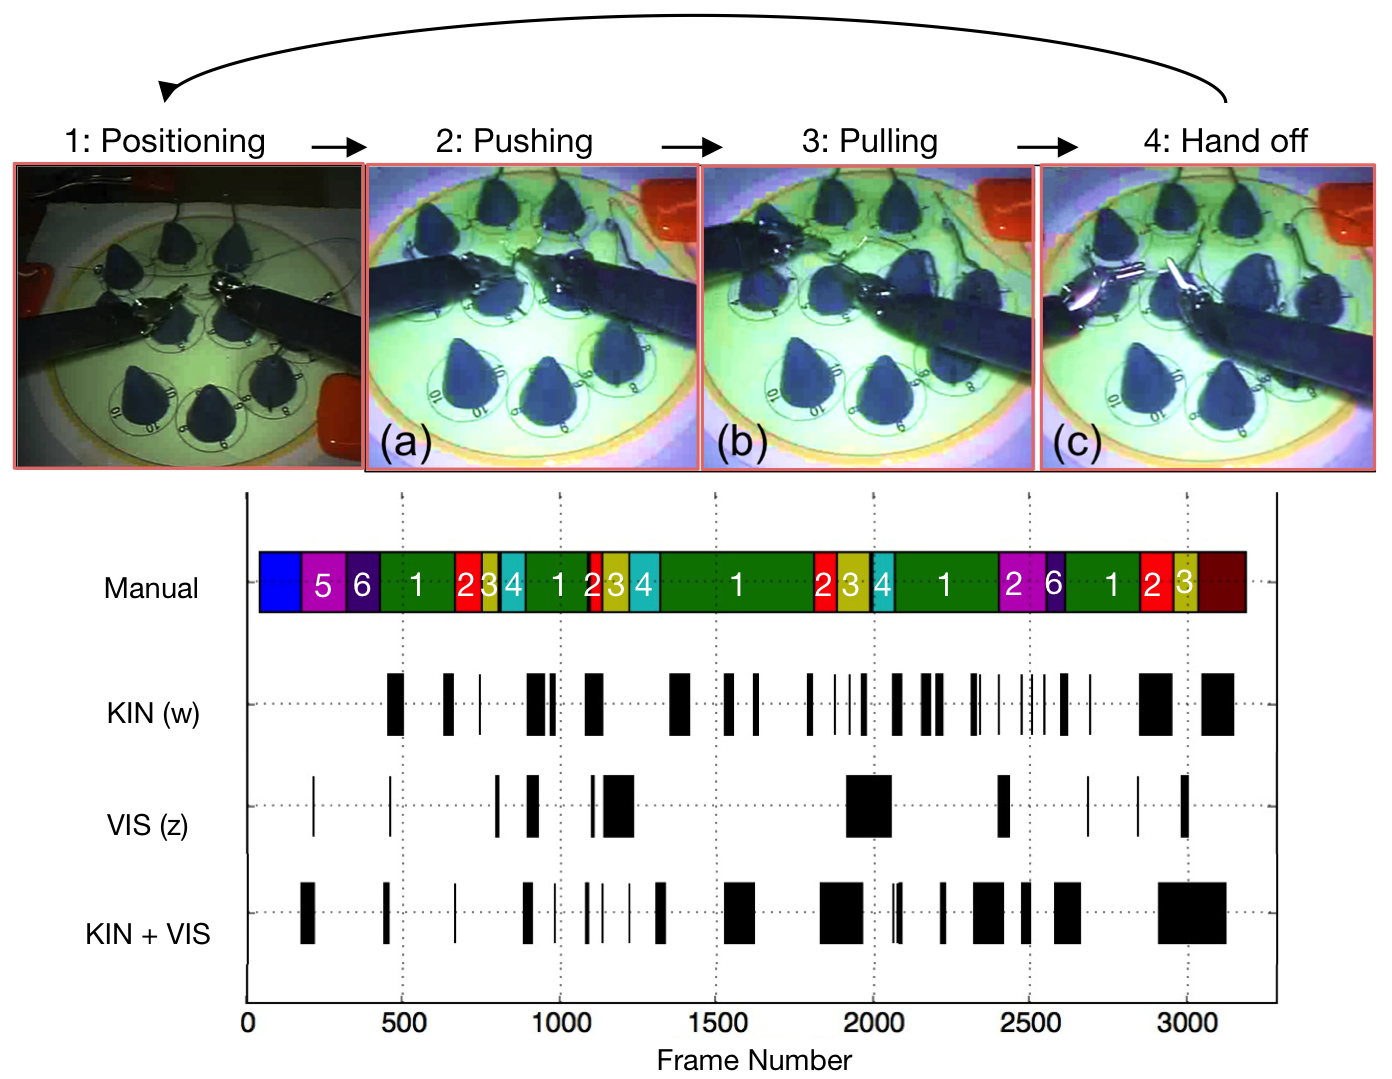 1: Positioning 2: Pushing 3: Pulling 4: Hand off
(a) (b) (c)
Manual 5 6 1 2 3 4 1 2 3 4 1 2 3 4 1 2 6 1 2 3
KIN (w)
VIS (z)
KIN + VIS
0 500 1000 1500 2000 2500 3000
Frame Number